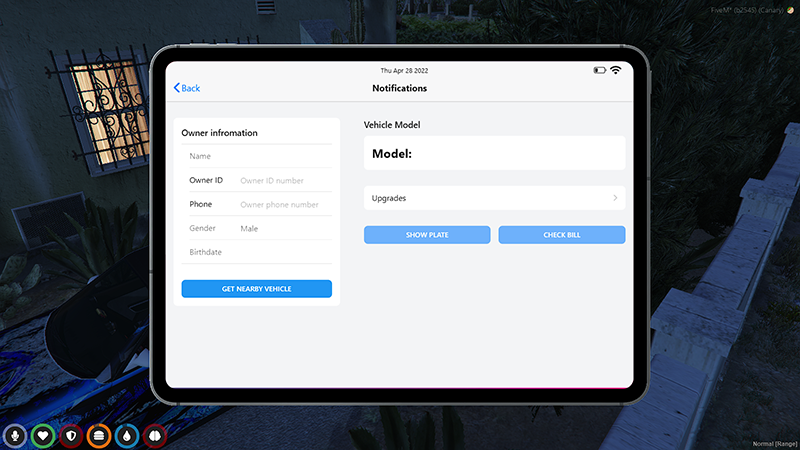 FiveM* (b2545) (Canary)
Thu Apr 28 2022
Back
Notifications
Owner infromation
Name
Owner ID Owner ID number
Phone Owner phone number
Gender Male
Birthdate
GET NEARBY VEHICLE
Vehicle Model
Model:
Upgrades
SHOW PLATE
CHECK BILL
Normal [Range]